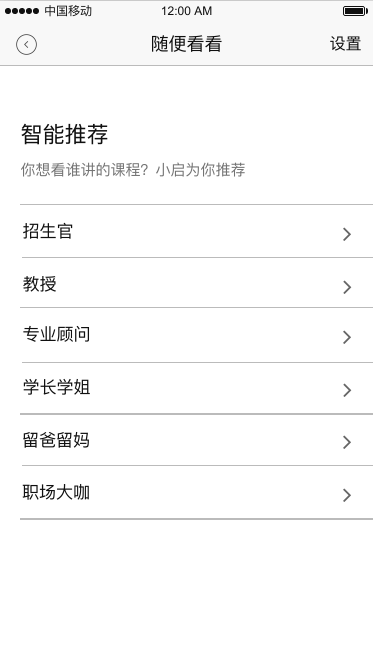 中国移动 12:00 AM
随便看看 设置
智能推荐
你想看谁讲的课程？小启为你推荐
招生官
教授
专业顾问
学长学姐
留爸留妈
职场大咖